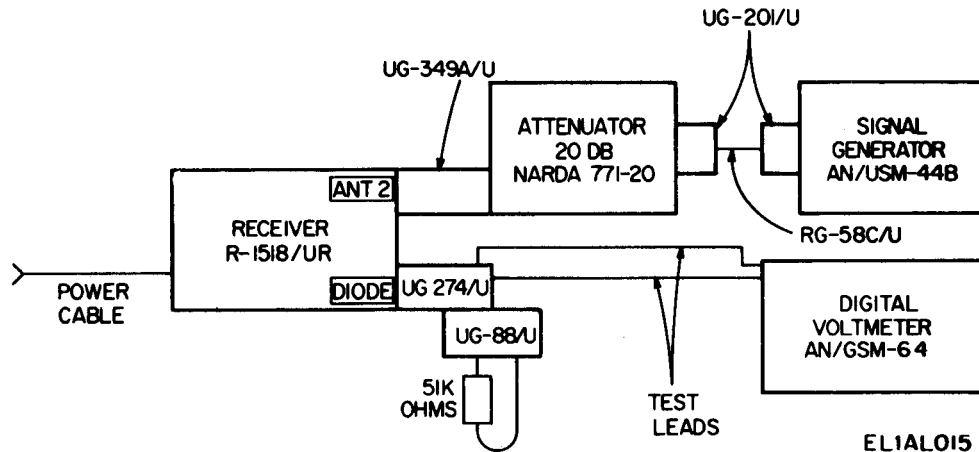 UG-201/U
UG-349A/U
ATTENUATOR
20 DB
NARDA 771-20
SIGNAL
GENERATOR
AN/USM-44B
ANT 2
RECEIVER
R-1518/UR
RG-58C/U
POWER
CABLE
DIODE
UG 274/U
DIGITAL
VOLTMETER
AN/GSM-64
UG-88/U
51K
OHMS
TEST
LEADS
EL1AL015